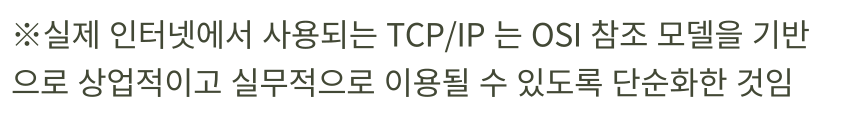 ※실제 인터넷에서 사용되는 TCP/IP 는 OSI 참조 모델을 기반
으로 상업적이고 실무적으로 이용될 수 있도록 단순화한 것임